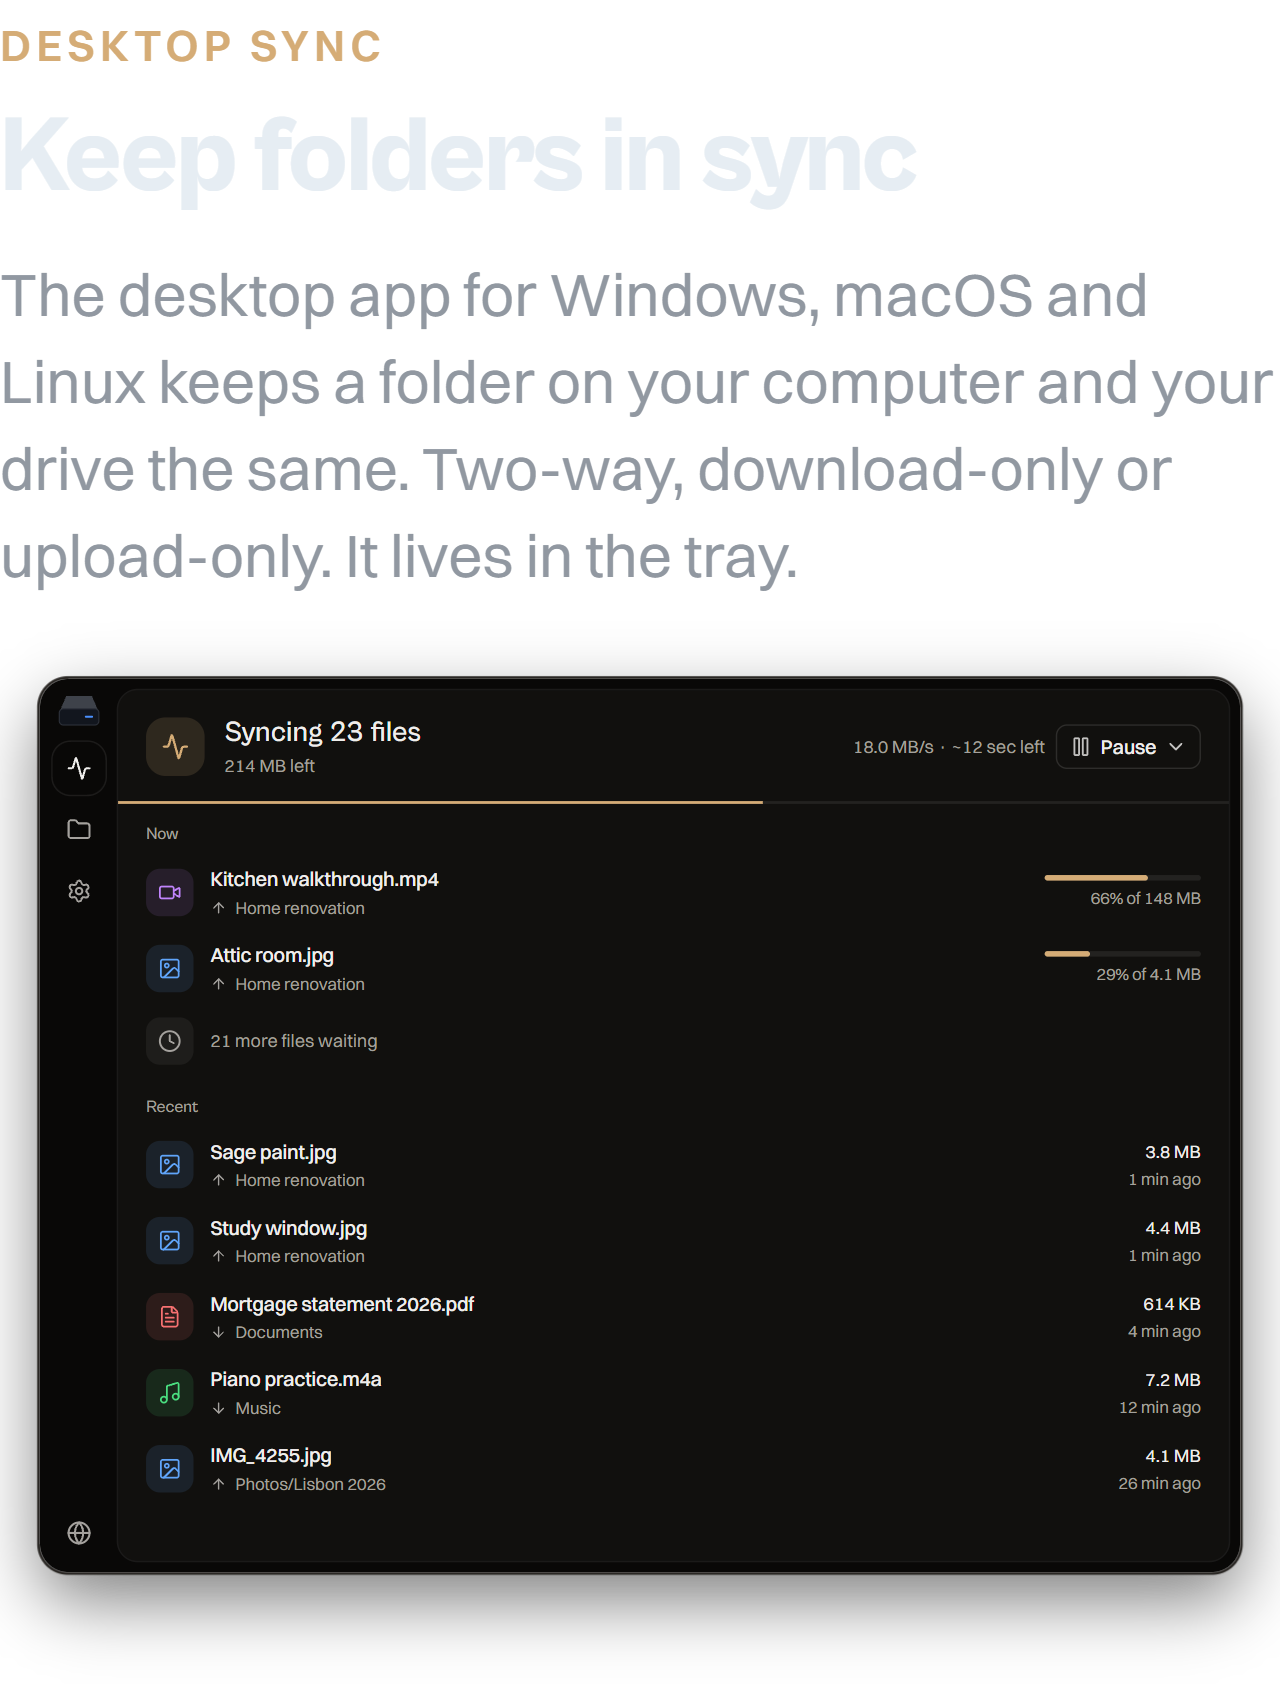 DESKTOP SYNC
Keep folders in sync
The desktop app for Windows, macOS and
Linux keeps a folder on your computer and your
drive the same. Two-way, download-only or
upload-only. It lives in the tray.
Syncing 23 files
214 MB left
18.0 MB/s · ~12 sec left
Pause
Now
Kitchen walkthrough.mp4
↑ Home renovation
66% of 148 MB
Attic room.jpg
↑ Home renovation
29% of 4.1 MB
21 more files waiting
Recent
Sage paint.jpg
3.8 MB
↑ Home renovation
1 min ago
Study window.jpg
4.4 MB
↑ Home renovation
1 min ago
Mortgage statement 2026.pdf
614 KB
↓ Documents
4 min ago
Piano practice.m4a
7.2 MB
↓ Music
12 min ago
IMG_4255.jpg
4.1 MB
↑ Photos/Lisbon 2026
26 min ago